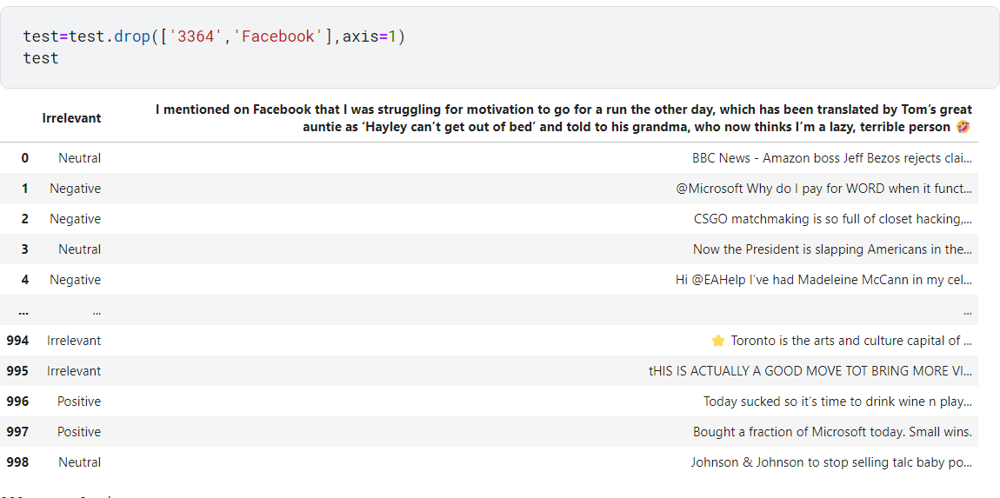 test=test.drop(['3364','Facebook'],axis=1)
test
Irrelevant I mentioned on Facebook that I was struggling for motivation to go for a run the other day, which has been translated by Tom’s great
auntie as ‘Hayley can’t get out of bed’ and told to his grandma, who now thinks I’m a lazy, terrible person 🤣
0 Neutral BBC News - Amazon boss Jeff Bezos rejects clai...
1 Negative @Microsoft Why do I pay for WORD when it funct...
2 Negative CSGO matchmaking is so full of closet hacking,...
3 Neutral Now the President is slapping Americans in the...
4 Negative Hi @EAHelp I’ve had Madeleine McCann in my cel...
... ... ...
994 Irrelevant ⭐ Toronto is the arts and culture capital of ...
995 Irrelevant tHIS IS ACTUALLY A GOOD MOVE TOT BRING MORE VI...
996 Positive Today sucked so it’s time to drink wine n play...
997 Positive Bought a fraction of Microsoft today. Small wins.
998 Neutral Johnson & Johnson to stop selling talc baby po...